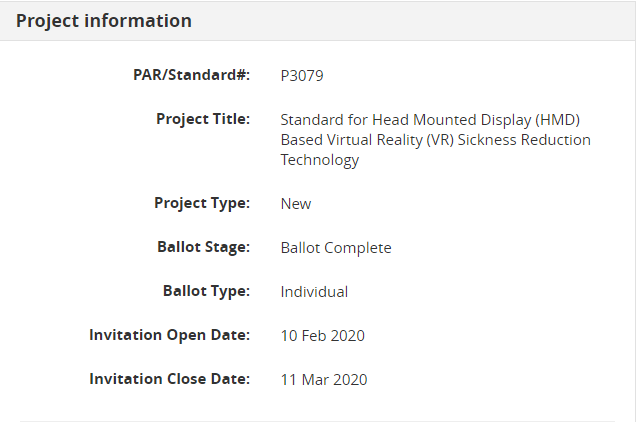 Project information
PAR/Standard#: P3079
Project Title: Standard for Head Mounted Display (HMD)
Based Virtual Reality (VR) Sickness Reduction
Technology
Project Type: New
Ballot Stage: Ballot Complete
Ballot Type: Individual
Invitation Open Date: 10 Feb 2020
Invitation Close Date: 11 Mar 2020